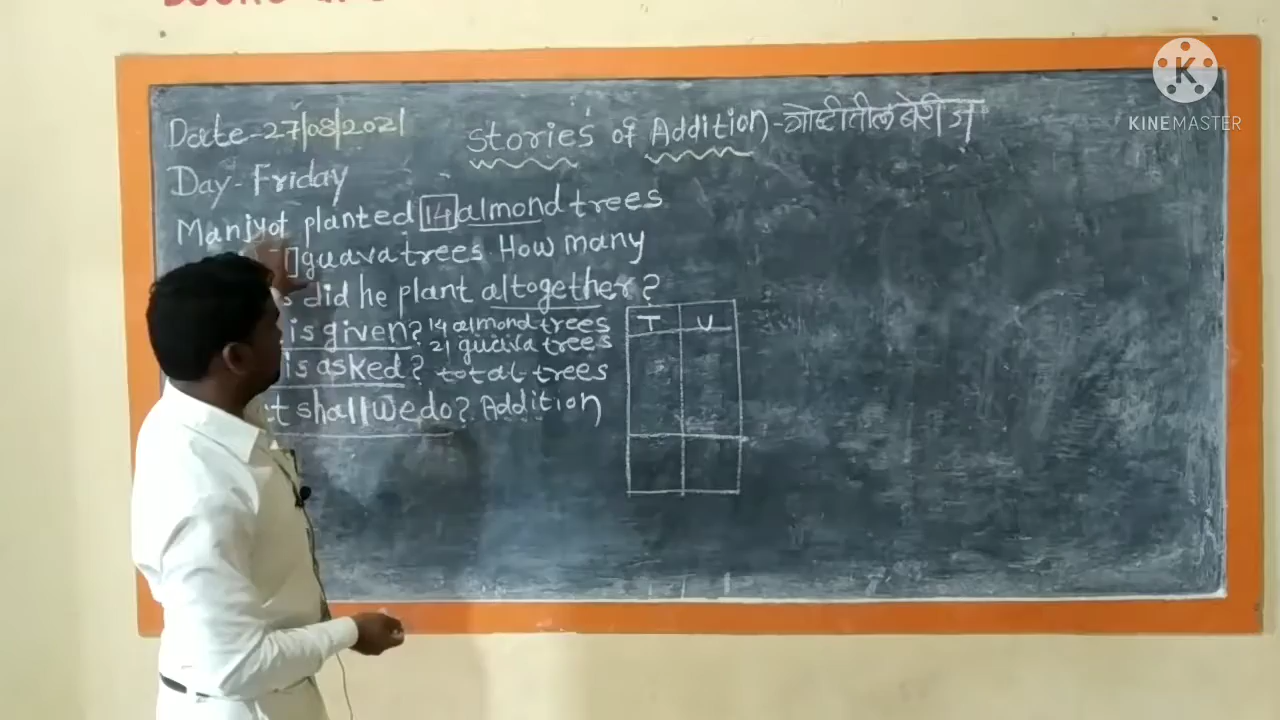 Date-27/08/2021
Stories of Addition-गोष्टीतील बेरीज
Day-Friday
Manjyot planted 14 almond trees
guava trees. How many
did he plant altogether?
is given? 14 almond trees
21 guava trees
is asked? total trees
shall we do? Addition
T U
KINEMASTER